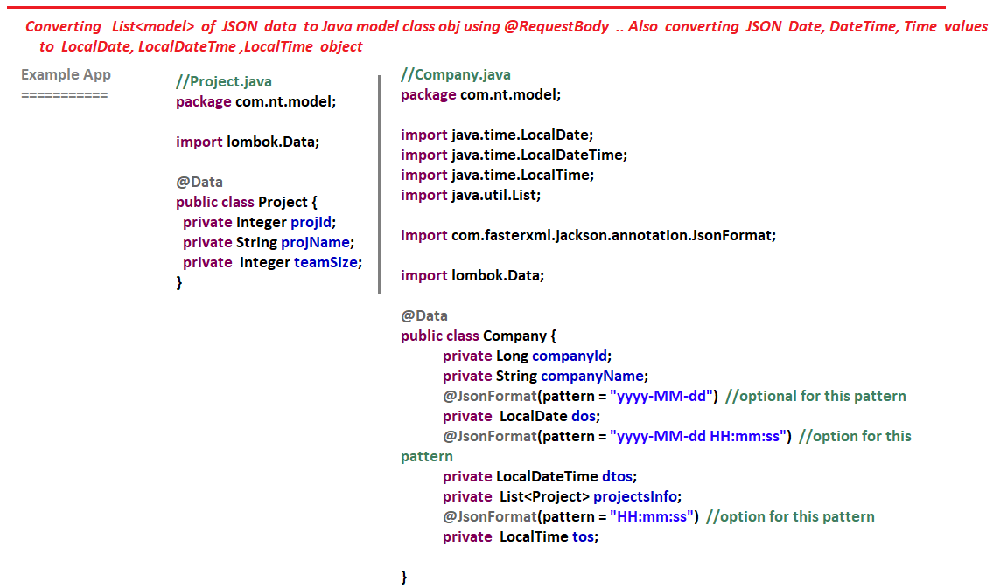 Converting List<model> of JSON data to Java model class obj using @RequestBody .. Also converting JSON Date, DateTime, Time values
to LocalDate, LocalDateTme ,LocalTime object
Example App
===========
//Project.java
package com.nt.model;
import lombok.Data;
@Data
public class Project {
private Integer projId;
private String projName;
private Integer teamSize;
}
//Company.java
package com.nt.model;
import java.time.LocalDate;
import java.time.LocalDateTime;
import java.time.LocalTime;
import java.util.List;
import com.fasterxml.jackson.annotation.JsonFormat;
import lombok.Data;
@Data
public class Company {
private Long companyId;
private String companyName;
@JsonFormat(pattern = "yyyy-MM-dd") //optional for this pattern
private LocalDate dos;
@JsonFormat(pattern = "yyyy-MM-dd HH:mm:ss") //option for this
pattern
private LocalDateTime dtos;
private List<Project> projectsInfo;
@JsonFormat(pattern = "HH:mm:ss") //option for this pattern
private LocalTime tos;
}